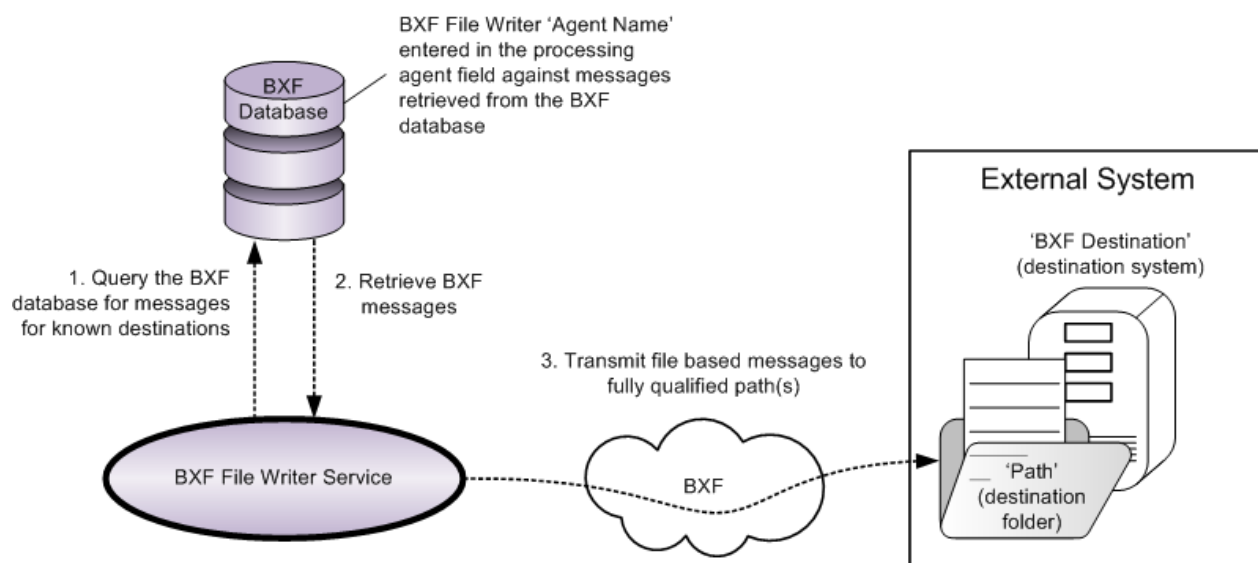 BXF File Writer ‘Agent Name’
entered in the processing
agent field against messages
retrieved from the BXF
database
BXF
Database
External System
‘BXF Destination’
(destination system)
1. Query the BXF
database for messages
for known destinations
2. Retrieve BXF
messages
3. Transmit file based messages to
fully qualified path(s)
BXF File Writer Service
BXF
‘Path’
(destination
folder)